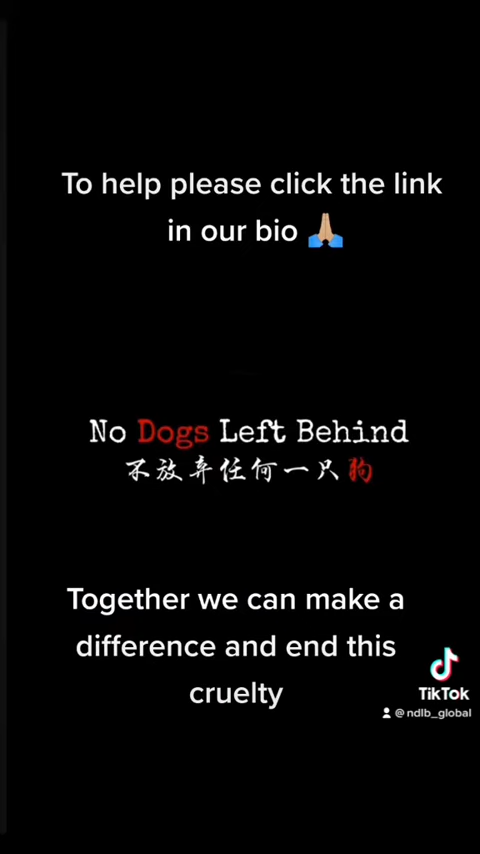 To help please click the link
in our bio 🙏🏼
No Dogs Left Behind
不放弃任何一只狗
Together we can make a
difference and end this
cruelty
TikTok
@ndlb_global